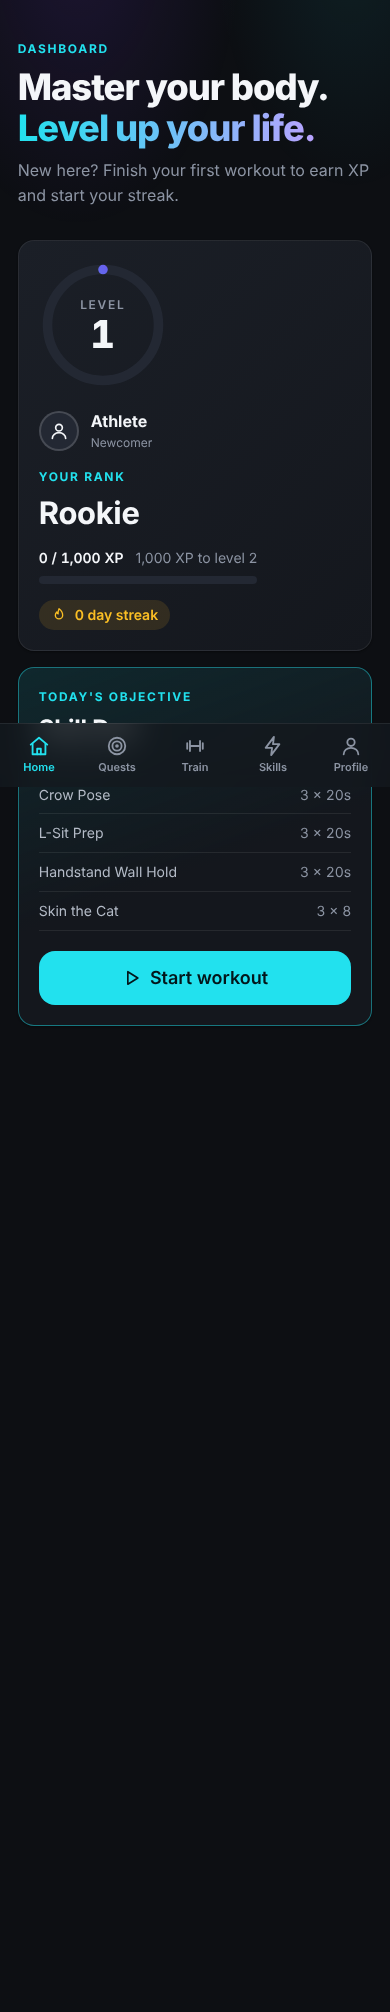 DASHBOARD
Master your body.
Level up your life.
New here? Finish your first workout to earn XP
and start your streak.
LEVEL
1
Athlete
Newcomer
YOUR RANK
Rookie
0 / 1,000 XP 1,000 XP to level 2
0 day streak
TODAY'S OBJECTIVE
Home Quests Train Skills Profile
Crow Pose 3 × 20s
L-Sit Prep 3 × 20s
Handstand Wall Hold 3 × 20s
Skin the Cat 3 × 8
Start workout